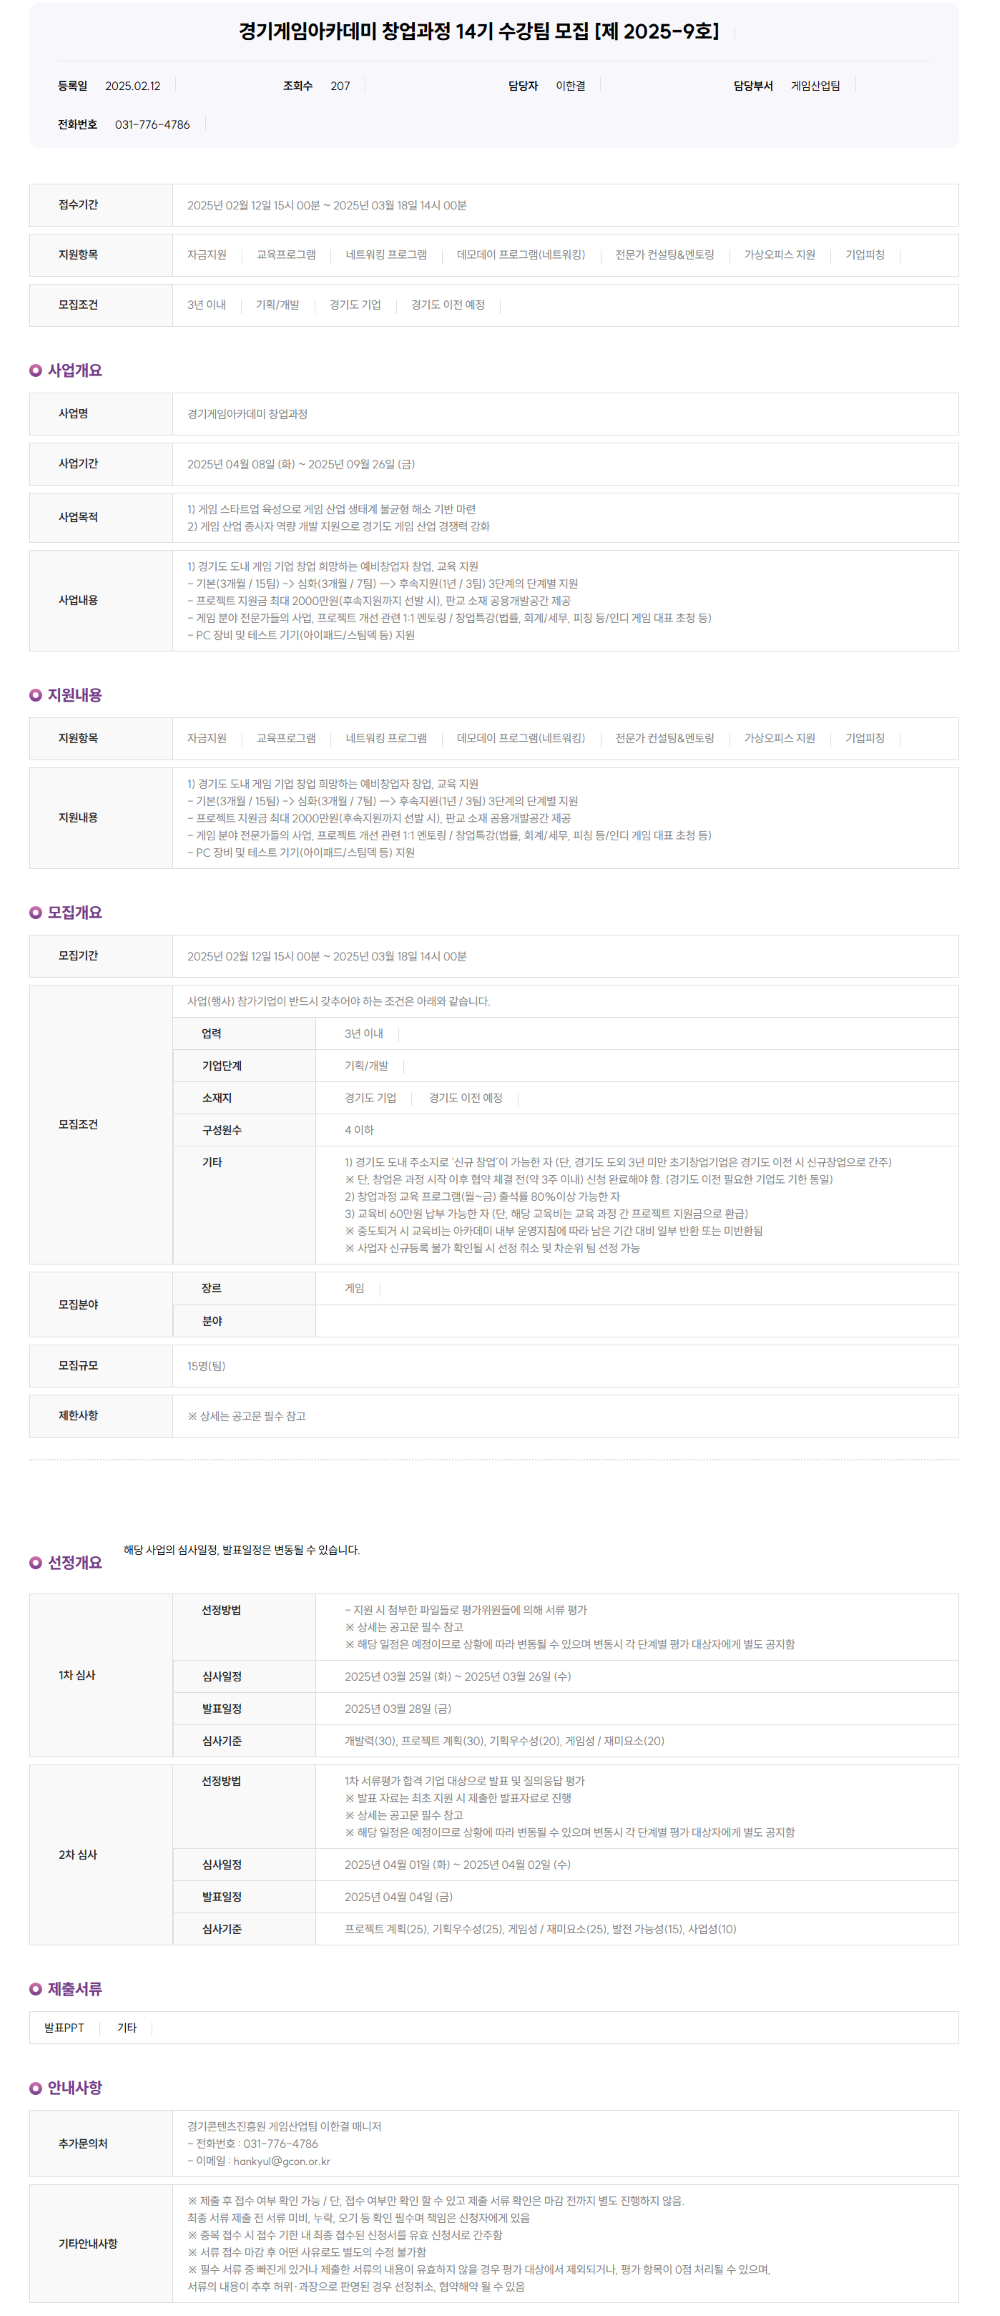 경기게임아카데미 창업과정 14기 수강팀 모집 [제 2025-9호]
등록일 2025.02.12 조회수 207 담당자 이한결 담당부서 게임산업팀
전화번호 031-776-4786
접수기간 2025년 02월 12일 15시 00분 ~ 2025년 03월 18일 14시 00분
지원항목 자금지원 교육프로그램 네트워킹 프로그램 데모데이 프로그램(네트워킹) 전문가 컨설팅&멘토링 가상오피스 지원 기업피칭
모집조건 3년 이내 기획/개발 경기도 기업 경기도 이전 예정
사업개요
사업명 경기게임아카데미 창업과정
사업기간 2025년 04월 08일 (화) ~ 2025년 09월 26일 (금)
사업목적
1) 게임 스타트업 육성으로 게임 산업 생태계 불균형 해소 기반 마련
2) 게임 산업 종사자 역량 개발 지원으로 경기도 게임 산업 경쟁력 강화
사업내용
1) 경기도 도내 게임 기업 창업 희망하는 예비창업자 창업, 교육 지원
- 기본(3개월 / 15팀) -> 심화(3개월 / 7팀) —> 후속지원(1년 / 3팀) 3단계의 단계별 지원
- 프로젝트 지원금 최대 2000만원(후속지원까지 선발 시), 판교 소재 공용개발공간 제공
- 게임 분야 전문가들의 사업, 프로젝트 개선 관련 1:1 멘토링 / 창업특강(법률, 회계/세무, 피칭 등/인디 게임 대표 초청 등)
- PC 장비 및 테스트 기기(아이패드/스팀덱 등) 지원
지원내용
지원항목 자금지원 교육프로그램 네트워킹 프로그램 데모데이 프로그램(네트워킹) 전문가 컨설팅&멘토링 가상오피스 지원 기업피칭
지원내용
1) 경기도 도내 게임 기업 창업 희망하는 예비창업자 창업, 교육 지원
- 기본(3개월 / 15팀) -> 심화(3개월 / 7팀) —> 후속지원(1년 / 3팀) 3단계의 단계별 지원
- 프로젝트 지원금 최대 2000만원(후속지원까지 선발 시), 판교 소재 공용개발공간 제공
- 게임 분야 전문가들의 사업, 프로젝트 개선 관련 1:1 멘토링 / 창업특강(법률, 회계/세무, 피칭 등/인디 게임 대표 초청 등)
- PC 장비 및 테스트 기기(아이패드/스팀덱 등) 지원
모집개요
모집기간 2025년 02월 12일 15시 00분 ~ 2025년 03월 18일 14시 00분
모집조건
사업(행사) 참가기업이 반드시 갖추어야 하는 조건은 아래와 같습니다.
업력 3년 이내
기업단계 기획/개발
소재지 경기도 기업 경기도 이전 예정
구성원수 4 이하
기타 1) 경기도 도내 주소지로 '신규 창업'이 가능한 자 (단, 경기도 도외 3년 미만 초기창업기업은 경기도 이전 시 신규창업으로 간주)
※ 단, 창업은 과정 시작 이후 협약 체결 전(약 3주 이내) 신청 완료해야 함. (경기도 이전 필요한 기업도 기한 동일)
2) 창업과정 교육 프로그램(월~금) 출석률 80%이상 가능한 자
3) 교육비 60만원 납부 가능한 자 (단, 해당 교육비는 교육 과정 간 프로젝트 지원금으로 환급)
※ 중도퇴거 시 교육비는 아카데미 내부 운영지침에 따라 남은 기간 대비 일부 반환 또는 미반환됨
※ 사업자 신규등록 불가 확인될 시 선정 취소 및 차순위 팀 선정 가능
모집분야
장르 게임
분야
모집규모 15명(팀)
제한사항 ※ 상세는 공고문 필수 참고
선정개요 해당 사업의 심사일정, 발표일정은 변동될 수 있습니다.
1차 심사
선정방법 - 지원 시 첨부한 파일들로 평가위원들에 의해 서류 평가
※ 상세는 공고문 필수 참고
※ 해당 일정은 예정이므로 상황에 따라 변동될 수 있으며 변동시 각 단계별 평가 대상자에게 별도 공지함
심사일정 2025년 03월 25일 (화) ~ 2025년 03월 26일 (수)
발표일정 2025년 03월 28일 (금)
심사기준 개발력(30), 프로젝트 계획(30), 기획우수성(20), 게임성 / 재미요소(20)
2차 심사
선정방법 1차 서류평가 합격 기업 대상으로 발표 및 질의응답 평가
※ 발표 자료는 최초 지원 시 제출한 발표자료로 진행
※ 상세는 공고문 필수 참고
※ 해당 일정은 예정이므로 상황에 따라 변동될 수 있으며 변동시 각 단계별 평가 대상자에게 별도 공지함
심사일정 2025년 04월 01일 (화) ~ 2025년 04월 02일 (수)
발표일정 2025년 04월 04일 (금)
심사기준 프로젝트 계획(25), 기획우수성(25), 게임성 / 재미요소(25), 발전 가능성(15), 사업성(10)
제출서류
발표PPT 기타
안내사항
추가문의처
경기콘텐츠진흥원 게임산업팀 이한결 매니저
- 전화번호 : 031-776-4786
- 이메일 : hankyul@gcon.or.kr
기타안내사항
※ 제출 후 접수 여부 확인 가능 / 단, 접수 여부만 확인 할 수 있고 제출 서류 확인은 마감 전까지 별도 진행하지 않음.
최종 서류 제출 전 서류 미비, 누락, 오기 등 확인 필수며 책임은 신청자에게 있음
※ 중복 접수 시 접수 기한 내 최종 접수된 신청서를 유효 신청서로 간주함
※ 서류 접수 마감 후 어떤 사유로도 별도의 수정 불가함
※ 필수 서류 중 빠진게 있거나 제출한 서류의 내용이 유효하지 않을 경우 평가 대상에서 제외되거나, 평가 항목이 0점 처리될 수 있으며,
서류의 내용이 추후 허위·과장으로 판명된 경우 선정취소, 협약해약 될 수 있음